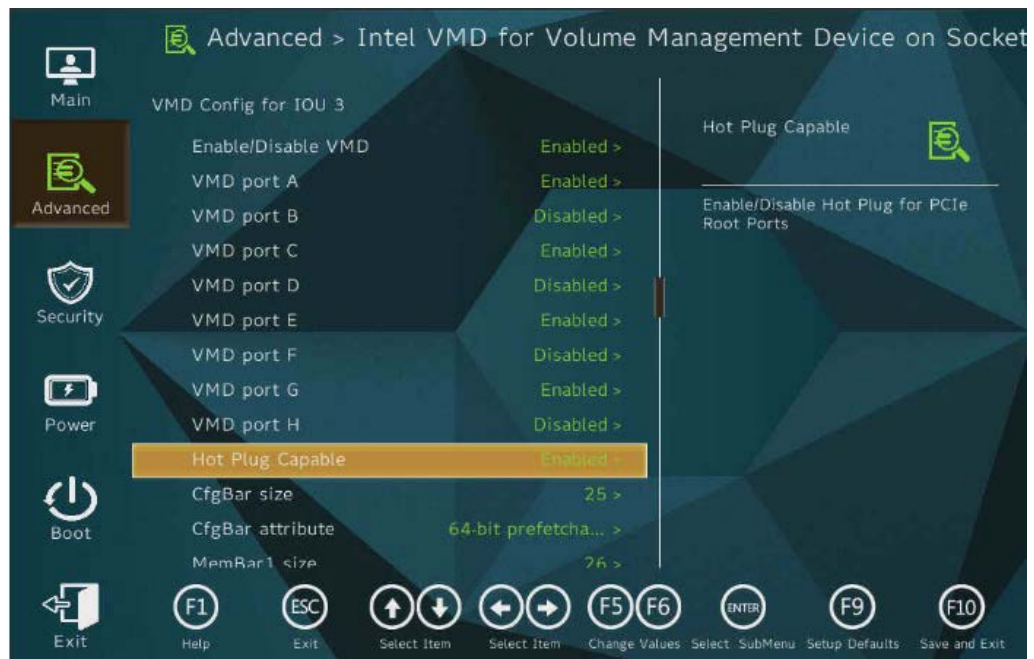 Advanced > Intel VMD for Volume Management Device on Socket
Main
Advanced
Security
Power
Boot
Exit
VMD Config for IOU 3
Enable/Disable VMD Enabled >
VMD port A Enabled >
VMD port B Disabled >
VMD port C Enabled >
VMD port D Disabled >
VMD port E Enabled >
VMD port F Disabled >
VMD port G Enabled >
VMD port H Disabled >
Hot Plug Capable Enabled >
CfgBar size 25 >
CfgBar attribute 64-bit prefetcha... >
MemBar1 size 26 >
Hot Plug Capable
Enable/Disable Hot Plug for PCIe
Root Ports
F1 ESC F5 F6 ENTER F9 F10
Help Exit Select Item Select Item Change Values Select SubMenu Setup Defaults Save and Exit